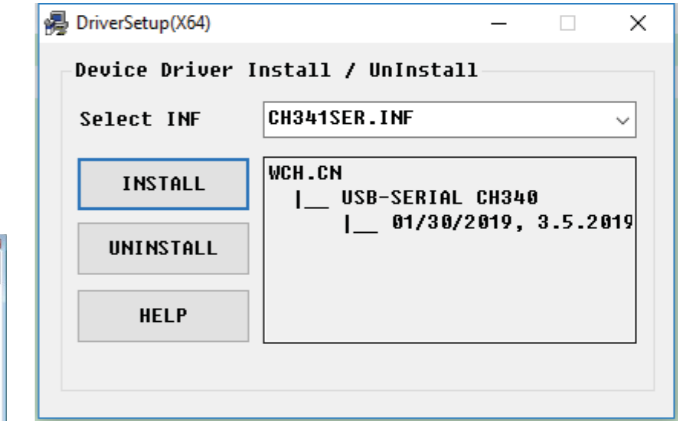 DriverSetup(X64)
Device Driver Install / UnInstall
Select INF
CH341SER.INF
INSTALL
UNINSTALL
HELP
WCH.CN
|__ USB-SERIAL CH340
|__ 01/30/2019, 3.5.2019